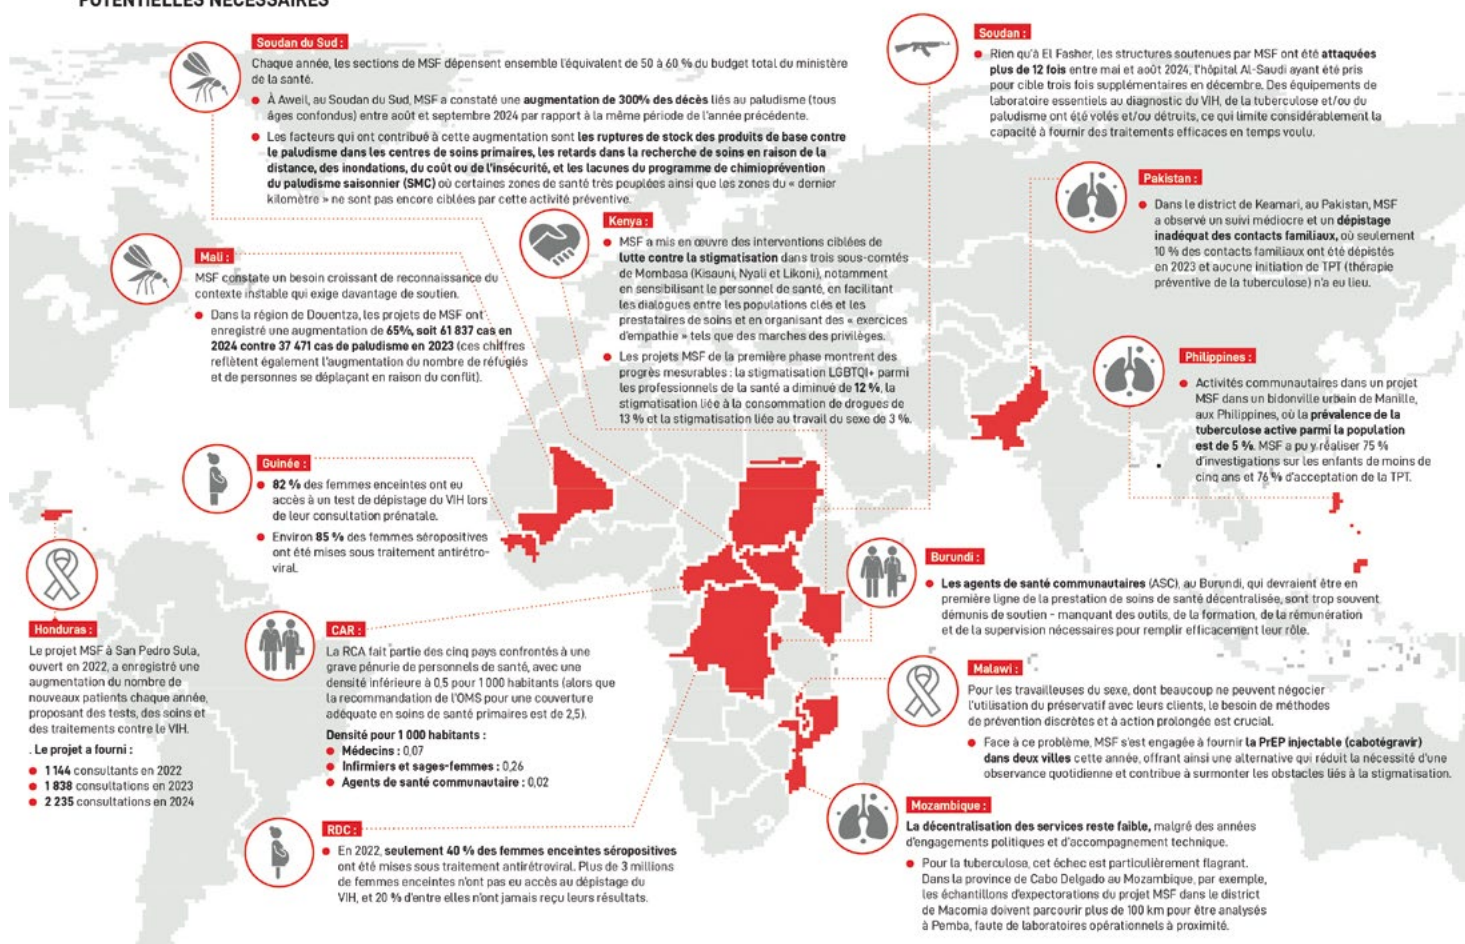 POTENTIELLES NÉCESSAIRES
Soudan du Sud :
Chaque année, les sections de MSF dépensent ensemble l'équivalent de 50 à 60 % du budget total du ministère
de la santé.
À Aweil, au Soudan du Sud, MSF a constaté une augmentation de 300% des décès liés au paludisme (tous
âges confondus) entre août et septembre 2024 par rapport à la même période de l'année précédente.
Les facteurs qui ont contribué à cette augmentation sont les ruptures de stock des produits de base contre
le paludisme dans les centres de soins primaires, les retards dans la recherche de soins en raison de la
distance, des inondations, du coût ou de l'insécurité, et les lacunes du programme de chimioprévention
du paludisme saisonnier (SMC) où certaines zones de santé très peuplées ainsi que les zones du « dernier
kilomètre » ne sont pas encore ciblées par cette activité préventive.
Soudan :
Rien qu'à El Fasher, les structures soutenues par MSF ont été attaquées
plus de 12 fois entre mai et août 2024, l'hôpital Al-Saudi ayant été pris
pour cible trois fois supplémentaires en décembre. Des équipements de
laboratoire essentiels au diagnostic du VIH, de la tuberculose et/ou du
paludisme ont été volés et/ou détruits, ce qui limite considérablement la
capacité à fournir des traitements efficaces en temps voulu.
Pakistan :
Dans le district de Keamari, au Pakistan, MSF
a observé un suivi médiocre et un dépistage
inadéquat des contacts familiaux, où seulement
10 % des contacts familiaux ont été dépistés
en 2023 et aucune initiative de TPT (thérapie
préventive de la tuberculose) n'a eu lieu.
Kenya :
MSF a mis en œuvre des interventions ciblées de
lutte contre la stigmatisation dans trois sous-comtés
de Mombasa (Kisauni, Nyali et Likoni), notamment
en sensibilisant le personnel de santé, en facilitant
les dialogues entre les populations clés et les
prestataires de soins et en organisant des « exercices
d'empathie » tels que des marches des privilèges.
Les projets MSF de la première phase montrent des
progrès mesurables : la stigmatisation LGBTQI+ parmi
les professionnels de la santé a diminué de 12 %, la
stigmatisation liée à la consommation de drogues de
13 % et la stigmatisation liée au travail du sexe de 3 %.
Mali :
MSF constate un besoin croissant de reconnaissance du
contexte instable qui exige davantage de soutien.
Dans la région de Douentza, les projets de MSF ont
enregistré une augmentation de 65%, soit 61 837 cas en
2024 contre 37 471 cas de paludisme en 2023 (ces chiffres
reflètent également l'augmentation du nombre de réfugiés
et de personnes se déplaçant en raison du conflit).
Philippines :
Activités communautaires dans un projet
MSF dans un bidonville urbain de Manille,
aux Philippines, où la prévalence de la
tuberculose active parmi la population
est de 5 %. MSF a pu y réaliser 75 %
d'investigations sur les enfants de moins de
cinq ans et 76 % d'acceptation de la TPT.
Guinée :
82 % des femmes enceintes ont eu
accès à un test de dépistage du VIH lors
de leur consultation prénatale.
Environ 85 % des femmes séropositives
ont été mises sous traitement antirétro-
viral.
Burundi :
Les agents de santé communautaires (ASC), au Burundi, qui devraient être en
première ligne de la prestation de soins de santé décentralisée, sont trop souvent
démunis de soutien - manquant des outils, de la formation, de la rémunération
et de la supervision nécessaires pour remplir efficacement leur rôle.
Honduras :
Le projet MSF à San Pedro Sula,
ouvert en 2022, a enregistré une
augmentation du nombre de
nouveaux patients chaque année,
proposant des tests, des soins et
des traitements contre le VIH.
. Le projet a fourni :
1 144 consultants en 2022
1 838 consultations en 2023
2 235 consultations en 2024
CAR :
La RCA fait partie des cinq pays confrontés à une
grave pénurie de personnels de santé, avec une
densité inférieure à 0,5 pour 1 000 habitants (alors que
la recommandation de l'OMS pour une couverture
adéquate en soins de santé primaires est de 2,5).
Densité pour 1 000 habitants :
Médecins : 0,07
Infirmiers et sages-femmes : 0,26
Agents de santé communautaire : 0,02
Malawi :
Pour les travailleuses du sexe, dont beaucoup ne peuvent négocier
l'utilisation du préservatif avec leurs clients, le besoin de méthodes
de prévention discrètes et à action prolongée est crucial.
Face à ce problème, MSF s'est engagée à fournir la PrEP injectable (cabotégravir)
dans deux villes cette année, offrant ainsi une alternative qui réduit la nécessité d'une
observance quotidienne et contribue à surmonter les obstacles liés à la stigmatisation.
RDC :
En 2022, seulement 40 % des femmes enceintes séropositives
ont été mises sous traitement antirétroviral. Plus de 3 millions
de femmes enceintes n'ont pas eu accès au dépistage du
VIH, et 20 % d'entre elles n'ont jamais reçu leurs résultats.
Mozambique :
La décentralisation des services reste faible, malgré des années
d'engagements politiques et d'accompagnement technique.
Pour la tuberculose, cet échec est particulièrement flagrant.
Dans la province de Cabo Delgado au Mozambique, par exemple,
les échantillons d'expectorations du projet MSF dans le district
de Macomia doivent parcourir plus de 100 km pour être analysés
à Pemba, faute de laboratoires opérationnels à proximité.